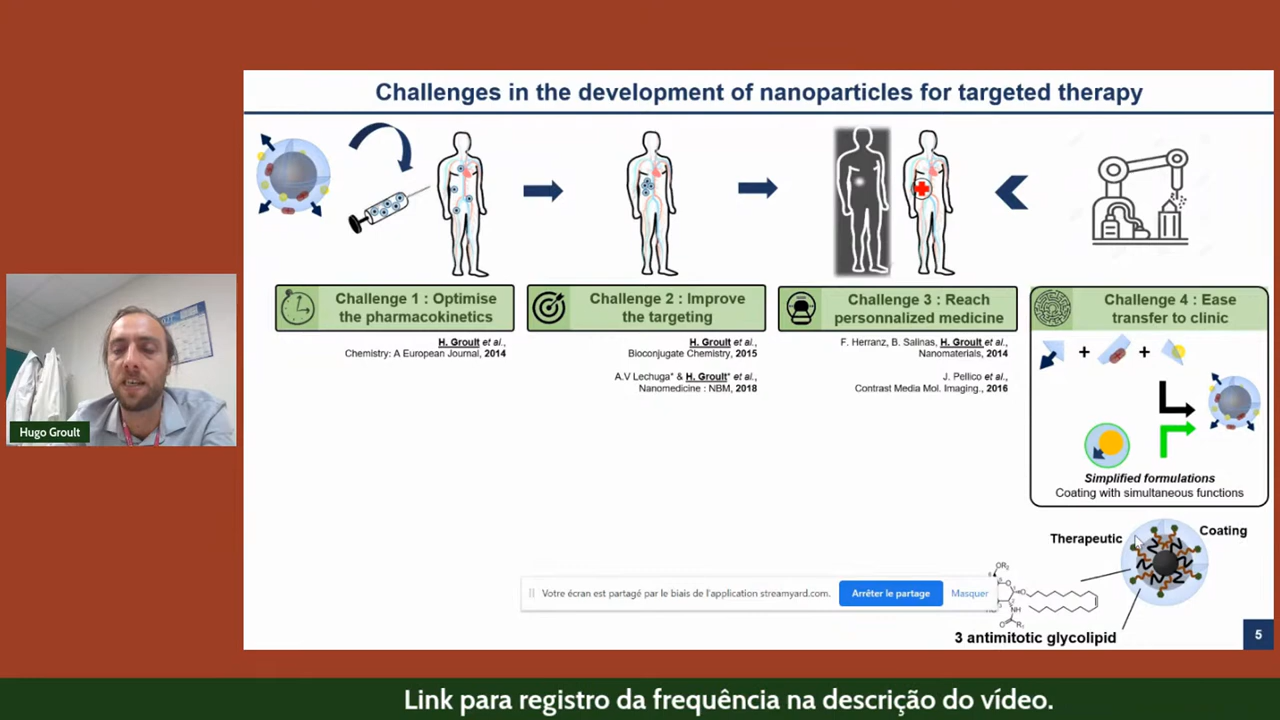 Challenges in the development of nanoparticles for targeted therapy
Challenge 1 : Optimise
the pharmacokinetics
H. Groult et al.,
Chemistry: A European Journal, 2014
Challenge 2 : Improve
the targeting
H. Groult et al.,
Bioconjugate Chemistry, 2015
A.V Lechuga* & H. Groult* et al.,
Nanomedicine : NBM, 2018
Challenge 3 : Reach
personnalized medicine
F. Herranz, B. Salinas, H. Groult et al.,
Nanomaterials, 2014
J. Pellico et al.,
Contrast Media Mol. Imaging., 2016
Challenge 4 : Ease
transfer to clinic
+ +
Simplified formulations
Coating with simultaneous functions
Therapeutic
Coating
OR₂
O
O
NH
O
R₁
3 antimitotic glycolipid
Votre écran est partagé par le biais de l'application streamyard.com.
Arrêter le partage
Masquer
5
Hugo Groult
Link para registro da frequência na descrição do vídeo.